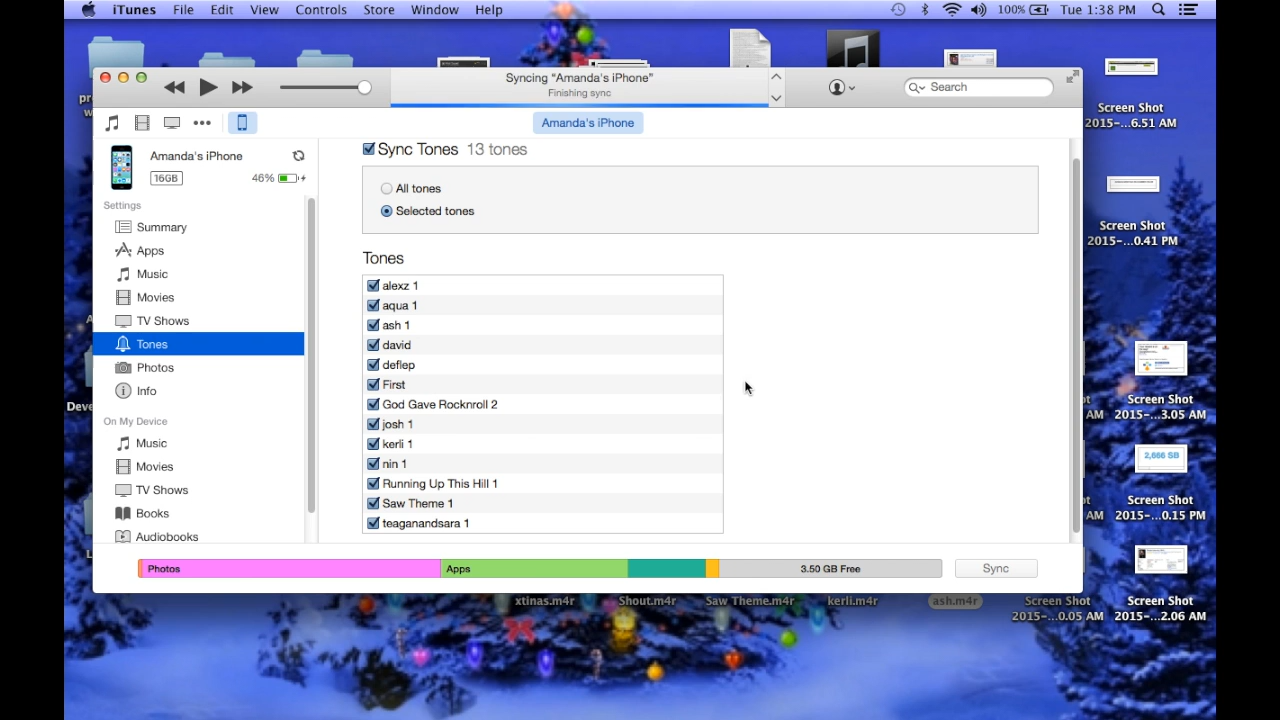 iTunes File Edit View Controls Store Window Help 100% Tue 1:38 PM
Syncing “Amanda's iPhone”
Finishing sync
Search
Amanda's iPhone
Amanda's iPhone
16GB 46%
Settings
Summary
Apps
Music
Movies
TV Shows
Tones
Photos
Info
On My Device
Music
Movies
TV Shows
Books
Audiobooks
Sync Tones 13 tones
All tones
Selected tones
Tones
alexz 1
aqua 1
ash 1
david
deflep
First
God Gave Rocknroll 2
josh 1
kerli 1
nin 1
Running Up This Hill 1
Saw Theme 1
teaganandsara 1
Photos Apps 3.50 GB Free Sync
Screen Shot
2015-...6.51 AM
Screen Shot
2015-...0.41 PM
Screen Shot
2015-...3.05 AM
2,666 SB
Screen Shot
2015-...0.15 PM
Screen Shot
2015-...2.06 AM
xtinas.m4r Shout.m4r Saw Theme.m4r kerli.m4r ash.m4r
Screen Shot
2015-...0.05 AM